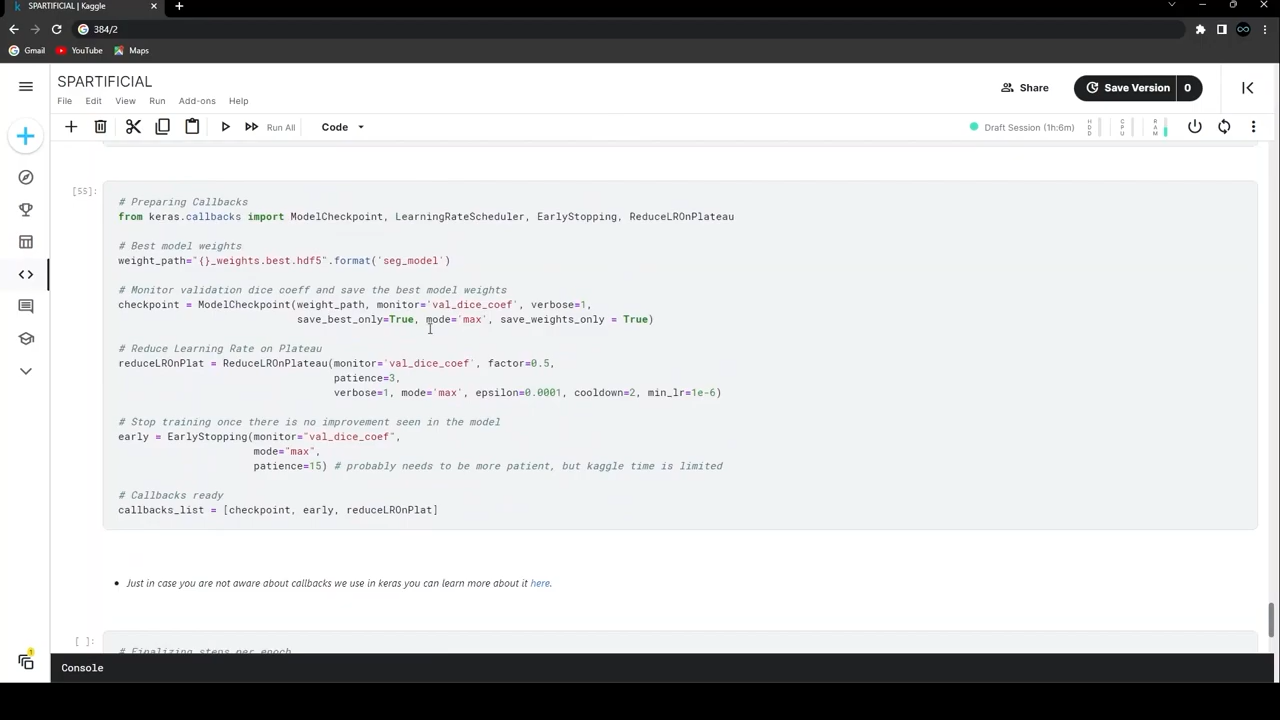 SPARTIFICIAL | Kaggle
384/2
Gmail YouTube Maps
SPARTIFICIAL
Share
Save Version 0
File Edit View Run Add-ons Help
Run All Code
Draft Session (1h:6m)
HDD
CPU
RAM
[55]:
# Preparing Callbacks
from keras.callbacks import ModelCheckpoint, LearningRateScheduler, EarlyStopping, ReduceLROnPlateau
# Best model weights
weight_path="{}_weights.best.hdf5".format('seg_model')
# Monitor validation dice coeff and save the best model weights
checkpoint = ModelCheckpoint(weight_path, monitor='val_dice_coef', verbose=1,
save_best_only=True, mode='max', save_weights_only = True)
# Reduce Learning Rate on Plateau
reduceLROnPlat = ReduceLROnPlateau(monitor='val_dice_coef', factor=0.5,
patience=3,
verbose=1, mode='max', epsilon=0.0001, cooldown=2, min_lr=1e-6)
# Stop training once there is no improvement seen in the model
early = EarlyStopping(monitor="val_dice_coef",
mode="max",
patience=15) # probably needs to be more patient, but kaggle time is limited
# Callbacks ready
callbacks_list = [checkpoint, early, reduceLROnPlat]
• Just in case you are not aware about callbacks we use in keras you can learn more about it here.
[ ]:
# Finalizing steps per epoch
1
Console